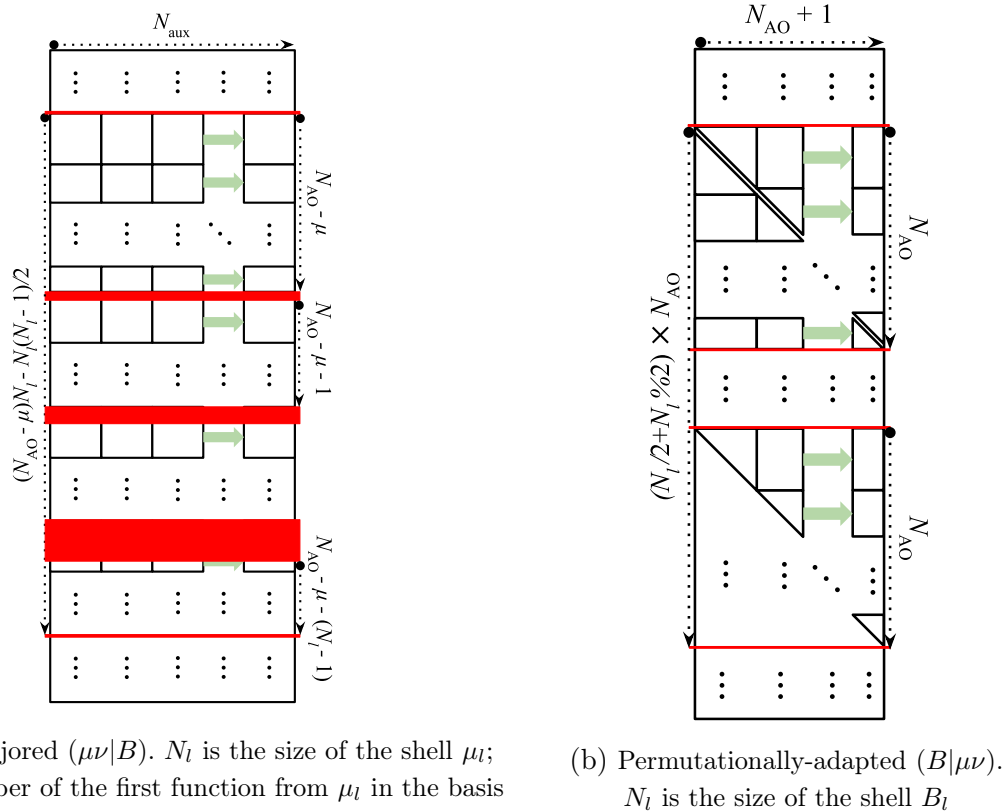 N_aux
N_AO - μ
N_AO - μ - 1
N_AO - μ - (N_l - 1)
(N_AO - μ)N_l - N_l(N_l - 1)/2
jored (μν|B). N_l is the size of the shell μ_l;
ber of the first function from μ_l in the basis
N_AO + 1
N_AO
(N_l/2+N_l%2) × N_AO
N_AO
(b) Permutationally-adapted (B|μν).
N_l is the size of the shell B_l